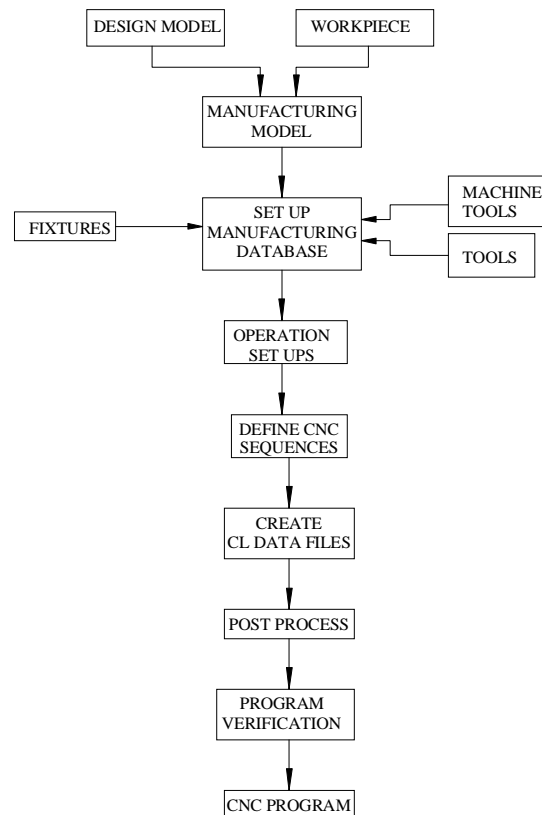 DESIGN MODEL
WORKPIECE
MANUFACTURING
MODEL
SET UP
MANUFACTURING
DATABASE
FIXTURES
MACHINE
TOOLS
TOOLS
OPERATION
SET UPS
DEFINE CNC
SEQUENCES
CREATE
CL DATA FILES
POST PROCESS
PROGRAM
VERIFICATION
CNC PROGRAM